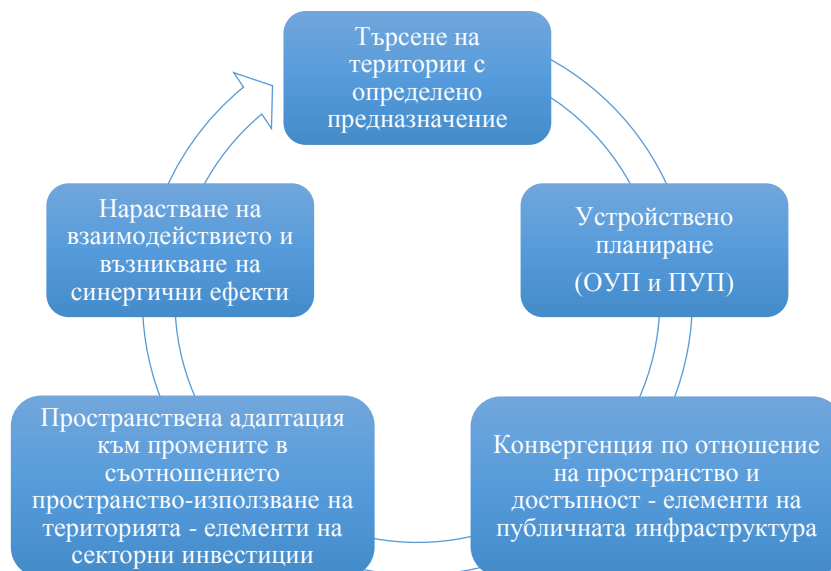 Търсене на
територии с
определено
предназначение
Устройствено
планиране
(ОУП и ПУП)
Конвергенция по отношение
на пространство и
достъпност - елементи на
публичната инфраструктура
Пространствена адаптация
към промените в
съотношението
пространство-използване на
територията - елементи на
секторни инвестиции
Нарастване на
взаимодействието и
възникване на
синергични ефекти